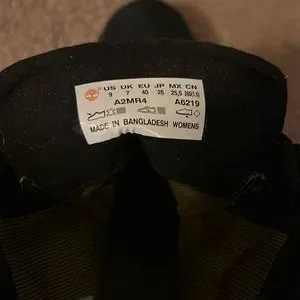 US UK EU JP MX CN
9 7 40 26 25,5 260(1.5)
A2MR4 A6219
MADE IN BANGLADESH WOMENS